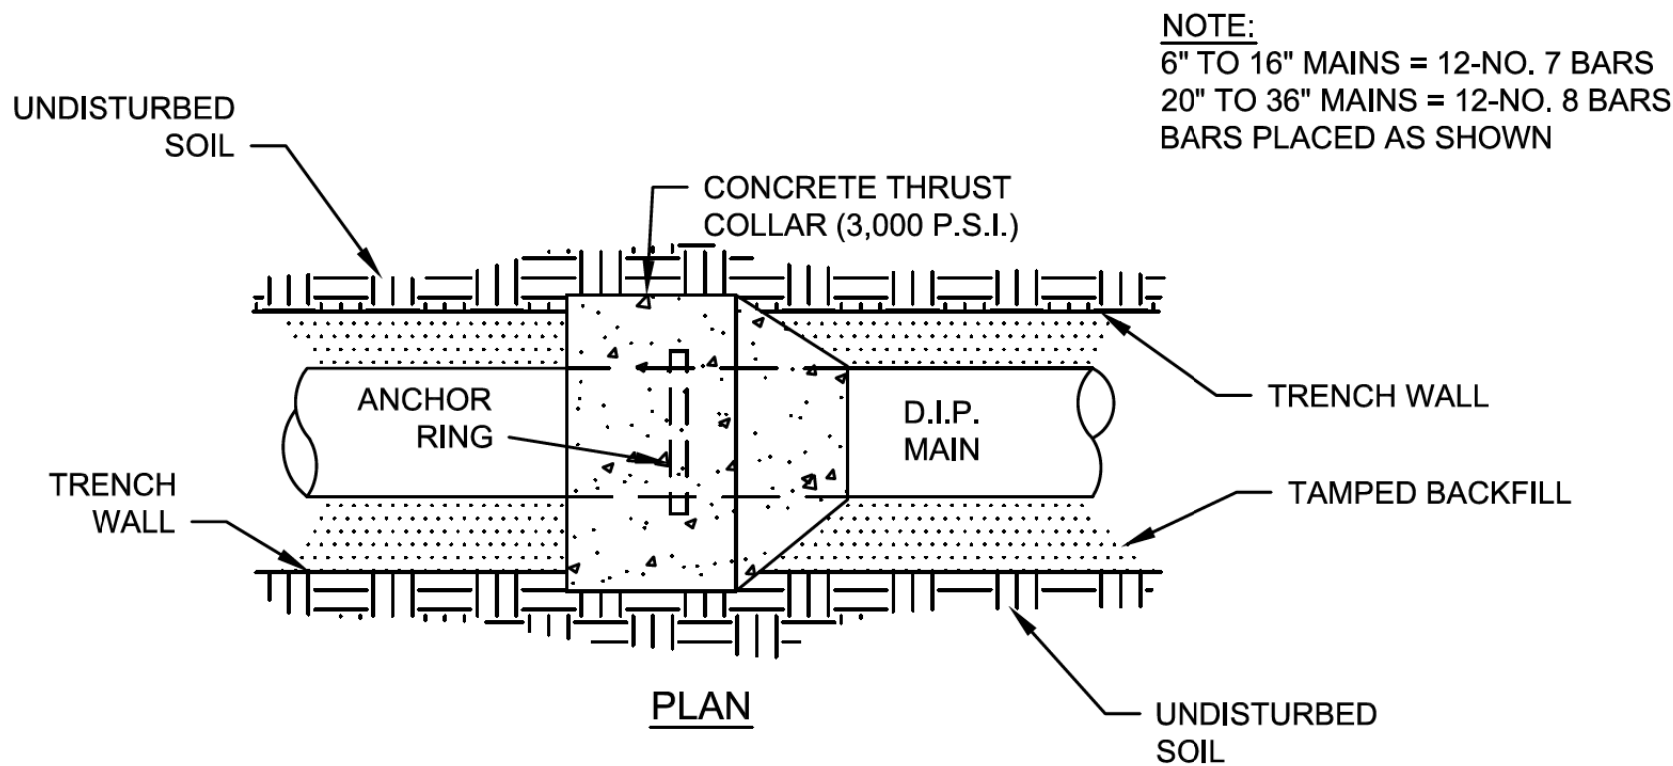 NOTE:
6" TO 16" MAINS = 12-NO. 7 BARS
20" TO 36" MAINS = 12-NO. 8 BARS
BARS PLACED AS SHOWN
UNDISTURBED
SOIL
CONCRETE THRUST
COLLAR (3,000 P.S.I.)
ANCHOR
RING
D.I.P.
MAIN
TRENCH WALL
TRENCH
WALL
TAMPED BACKFILL
PLAN
UNDISTURBED
SOIL